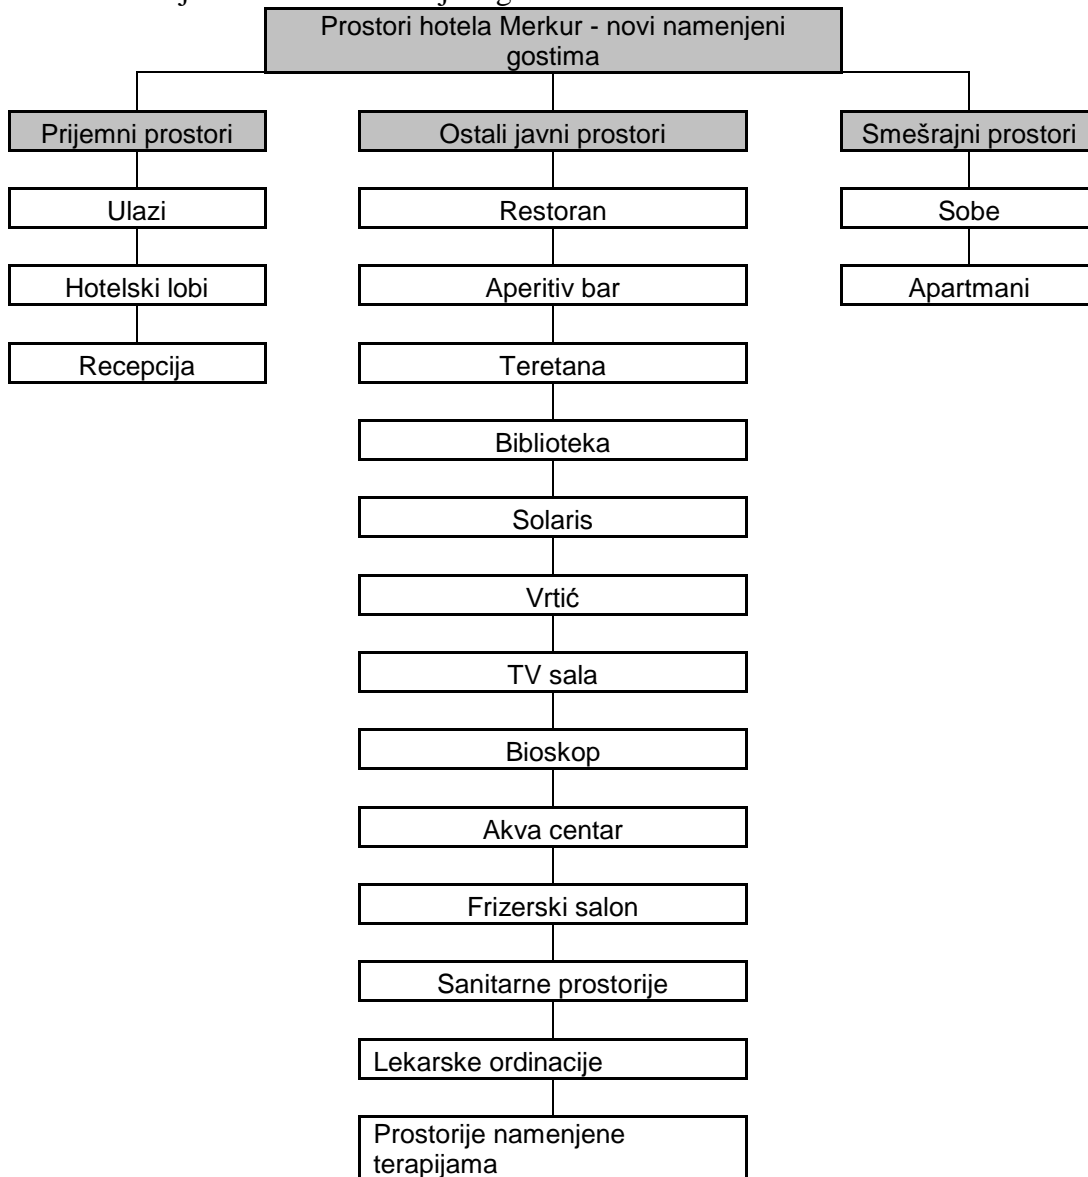 Prostori hotela Merkur - novi namenjeni
gostima
Prijemni prostori
Ostali javni prostori
Smešrajni prostori
Ulazi
Restoran
Sobe
Hotelski lobi
Aperitiv bar
Apartmani
Recepcija
Teretana
Biblioteka
Solaris
Vrtić
TV sala
Bioskop
Akva centar
Frizerski salon
Sanitarne prostorije
Lekarske ordinacije
Prostorije namenjene
terapijama